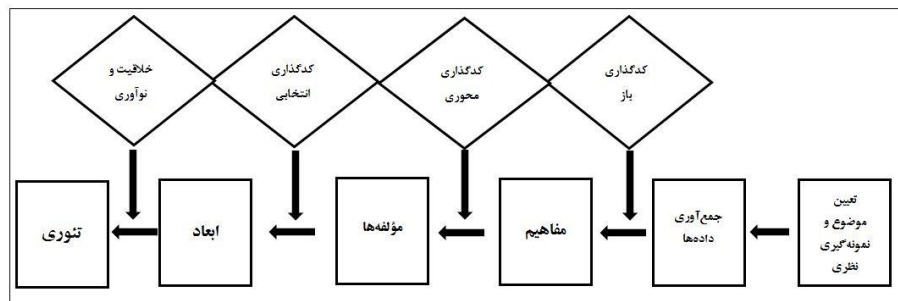 کدگذاری
باز
کدگذاری
محوری
کدگذاری
انتخابی
خلاقیت و
نوآوری
تعیین
موضوع و
نمونه‌گیری
نظری
جمع‌آوری
داده‌ها
مفاهیم
مؤلفه‌ها
ابعاد
تئوری